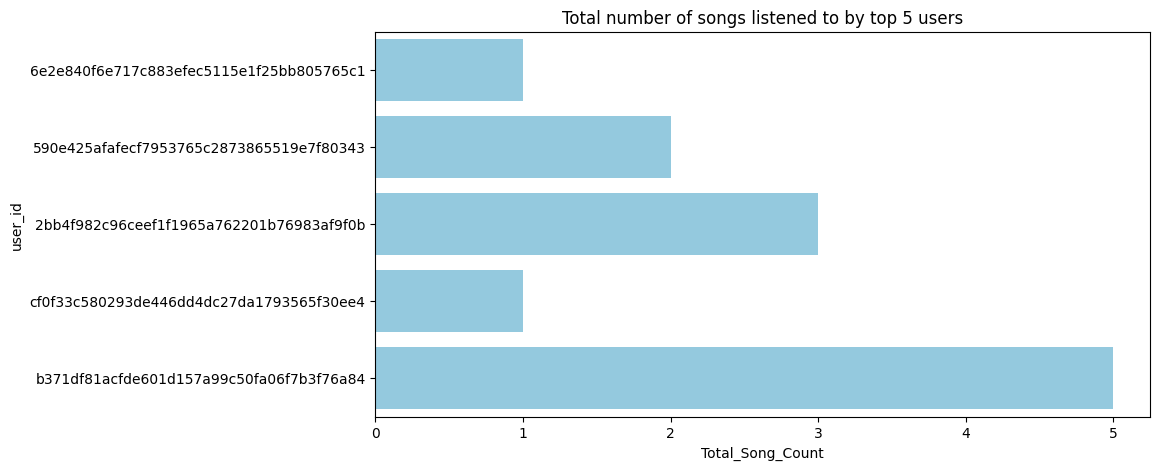 Total number of songs listened to by top 5 users
user_id
6e2e840f6e717c883efec5115e1f25bb805765c1
590e425afafecf7953765c2873865519e7f80343
2bb4f982c96ceef1f1965a762201b76983af9f0b
cf0f33c580293de446dd4dc27da1793565f30ee4
b371df81acfde601d157a99c50fa06f7b3f76a84
0 1 2 3 4 5
Total_Song_Count